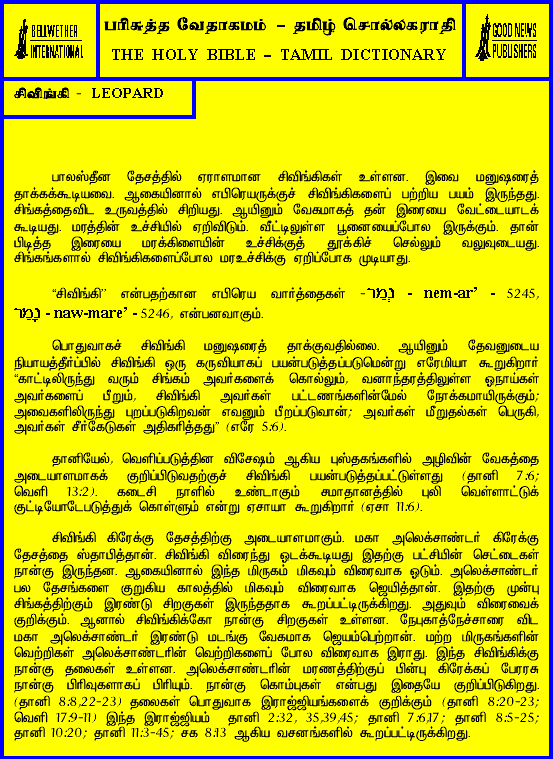 BELLWETHER
INTERNATIONAL
பரிசுத்த வேதாகமம் - தமிழ் சொல்லகராதி
THE HOLY BIBLE – TAMIL DICTIONARY
GOOD NEWS
PUBLISHERS
சிவிங்கி - LEOPARD
பாலஸ்தீன தேசத்தில் ஏராளமான சிவிங்கிகள் உள்ளன. இவை மனுஷரைத்
தாக்கக்கூடியவை. ஆகையினால் எபிரெயருக்குச் சிவிங்கிகளைப் பற்றிய பயம் இருந்தது.
சிங்கத்தைவிட உருவத்தில் சிறியது. ஆயினும் வேகமாகத் தன் இரையை வேட்டையாடக்
கூடியது. மரத்தின் உச்சியில் ஏறிவிடும். வீட்டிலுள்ள பூனையைப்போல இருக்கும். தான்
பிடித்த இரையை மரக்கிளையின் உச்சிக்குத் தூக்கிச் செல்லும் வலுவுடையது.
சிங்கங்களால் சிவிங்கிகளைப்போல மரஉச்சிக்கு ஏறிப்போக முடியாது.
“சிவிங்கி” என்பதற்கான எபிரெய வார்த்தைகள் -נְמַר - nem-ar’ - 5245,
נָמֵר - naw-mare’ - 5246, என்பனவாகும்.
பொதுவாகச் சிவிங்கி மனுஷரைத் தாக்குவதில்லை. ஆயினும் தேவனுடைய
நியாயத்தீர்ப்பில் சிவிங்கி ஒரு கருவியாகப் பயன்படுத்தப்படுமென்று எரேமியா கூறுகிறார்
“காட்டிலிருந்து வரும் சிங்கம் அவர்களைக் கொல்லும், வனாந்தரத்திலுள்ள ஓநாய்கள்
அவர்களைப் பீறும், சிவிங்கி அவர்கள் பட்டணங்களின்மேல் நோக்கமாயிருக்கும்;
அவைகளிலிருந்து புறப்படுகிறவன் எவனும் பீறப்படுவான்; அவர்கள் மீறுதல்கள் பெருகி,
அவர்கள் சீர்கேடுகள் அதிகரித்தது” (எரே 5:6).
தானியேல், வெளிப்படுத்தின விசேஷம் ஆகிய புஸ்தகங்களில் அழிவின் வேகத்தை
அடையாளமாகக் குறிப்பிடுவதற்குச் சிவிங்கி பயன்படுத்தப்பட்டுள்ளது (தானி 7:6;
வெளி 13:2). கடைசி நாளில் உண்டாகும் சமாதானத்தில் புலி வெள்ளாட்டுக்
குட்டியோடேபடுத்துக் கொள்ளும் என்று ஏசாயா கூறுகிறார் (ஏசா 11:6).
சிவிங்கி கிரேக்கு தேசத்திற்கு அடையாளமாகும். மகா அலெக்சாண்டர் கிரேக்கு
தேசத்தை ஸ்தாபித்தான். சிவிங்கி விரைந்து ஓடக்கூடியது இதற்கு பட்சியின் செட்டைகள்
நான்கு இருந்தன. ஆகையினால் இந்த மிருகம் மிகவும் விரைவாக ஓடும். அலெக்சாண்டர்
பல தேசங்களை குறுகிய காலத்தில் மிகவும் விரைவாக ஜெயித்தான். இதற்கு முன்பு
சிங்கத்திற்கும் இரண்டு சிறகுகள் இருந்ததாக கூறப்பட்டிருக்கிறது. அதுவும் விரைவைக்
குறிக்கும். ஆனால் சிவிங்கிக்கோ நான்கு சிறகுகள் உள்ளன. நேபுகாத்நேச்சாரை விட
மகா அலெக்சாண்டர் இரண்டு மடங்கு வேகமாக ஜெயம்பெற்றான். மற்ற மிருகங்களின்
வெற்றிகள் அலெக்சாண்டரின் வெற்றிகளைப் போல விரைவாக இராது. இந்த சிவிங்கிக்கு
நான்கு தலைகள் உள்ளன. அலெக்சாண்டரின் மரணத்திற்குப் பின்பு கிரேக்கப் பேரரசு
நான்கு பிரிவுகளாகப் பிரியும். நான்கு கொம்புகள் என்பது இதையே குறிப்பிடுகிறது.
(தானி 8:8,22-23) தலைகள் பொதுவாக இராஜ்ஜியங்களைக் குறிக்கும் (தானி 8:20-23;
வெளி 17:9-11) இந்த இராஜ்ஜியம் தானி 2:32, 35,39,45; தானி 7:6,17; தானி 8:5-25;
தானி 10:20; தானி 11:3-45; சக 8:13 ஆகிய வசனங்களில் கூறப்பட்டிருக்கிறது.